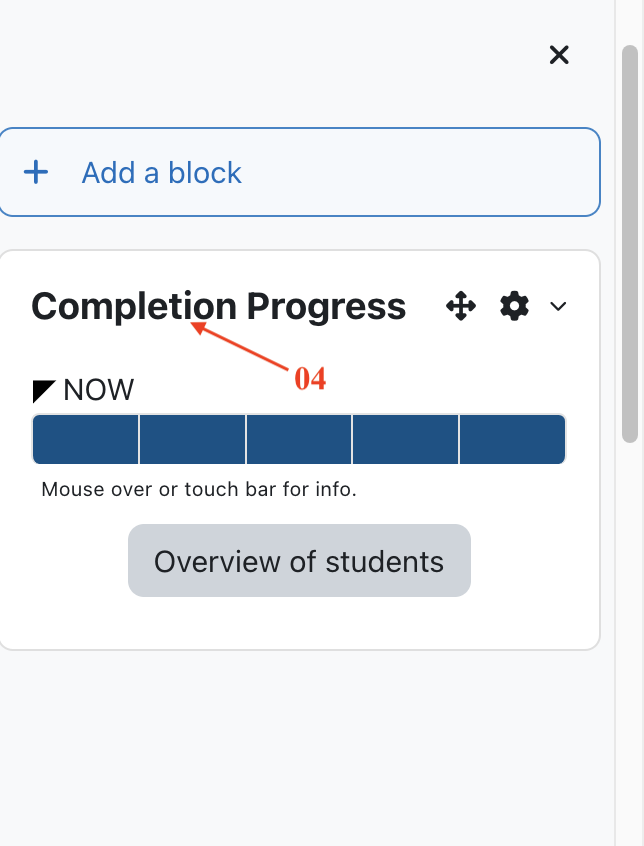 Add a block
Completion Progress
04
NOW
Mouse over or touch bar for info.
Overview of students